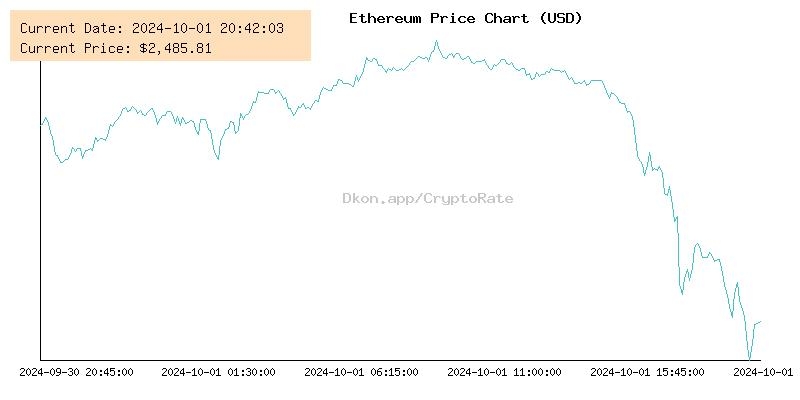 Ethereum Price Chart (USD)
Current Date: 2024-10-01 20:42:03
Current Price: $2,485.81
Dkon.app/CryptoRate
2024-09-30 20:45:00
2024-10-01 01:30:00
2024-10-01 06:15:00
2024-10-01 11:00:00
2024-10-01 15:45:00
2024-10-01